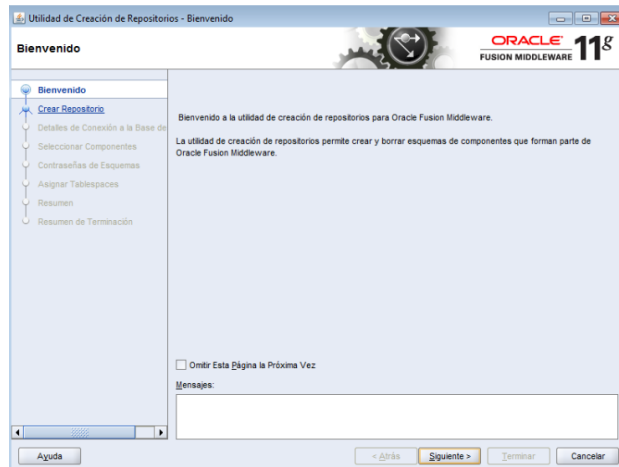 Utilidad de Creación de Repositorios - Bienvenido
Bienvenido
ORACLE
FUSION MIDDLEWARE 11g
Bienvenido
Crear Repositorio
Detalles de Conexión a la Base de
Seleccionar Componentes
Contraseñas de Esquemas
Asignar Tablespaces
Resumen
Resumen de Terminación
Bienvenido a la utilidad de creación de repositorios para Oracle Fusion Middleware.
La utilidad de creación de repositorios permite crear y borrar esquemas de componentes que forman parte de
Oracle Fusion Middleware.
Omitir Esta Página la Próxima Vez
Mensajes:
Ayuda
< Atrás
Siguiente >
Terminar
Cancelar